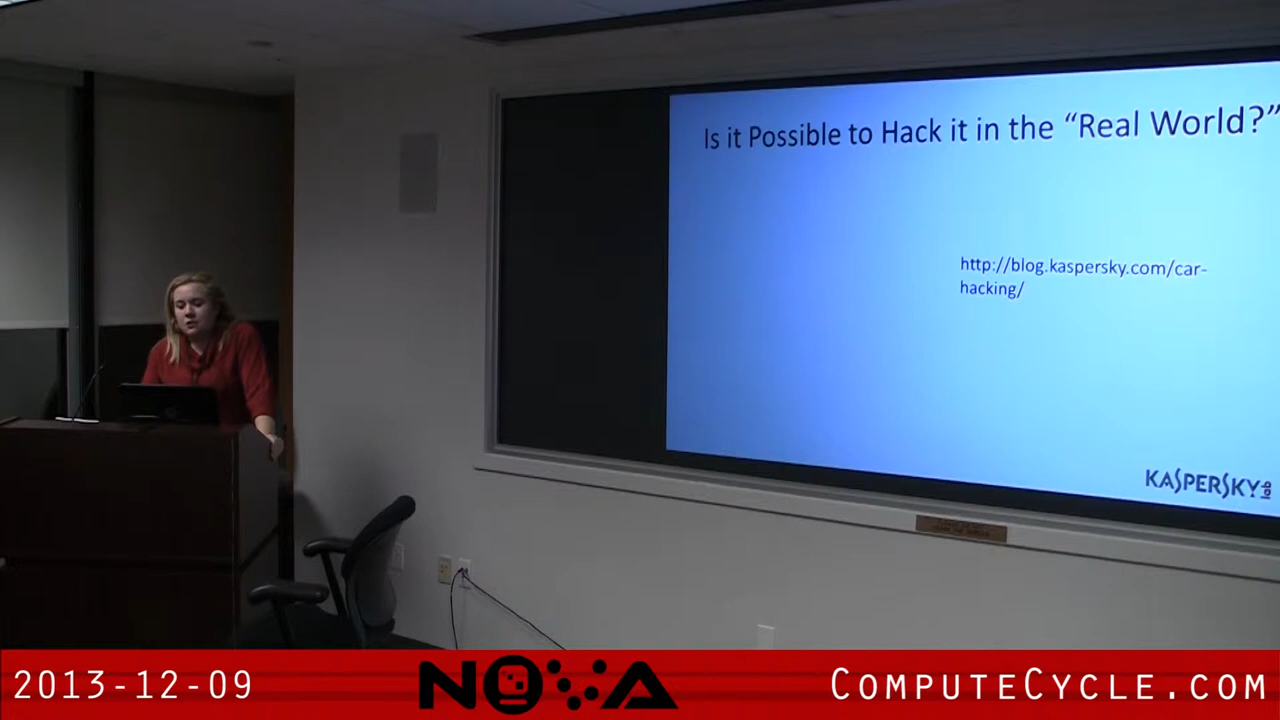 Is it Possible to Hack it in the “Real World?”
http://blog.kaspersky.com/car-
hacking/
KASPERSKY
2013-12-09
NOVA
COMPUTECYCLE.COM